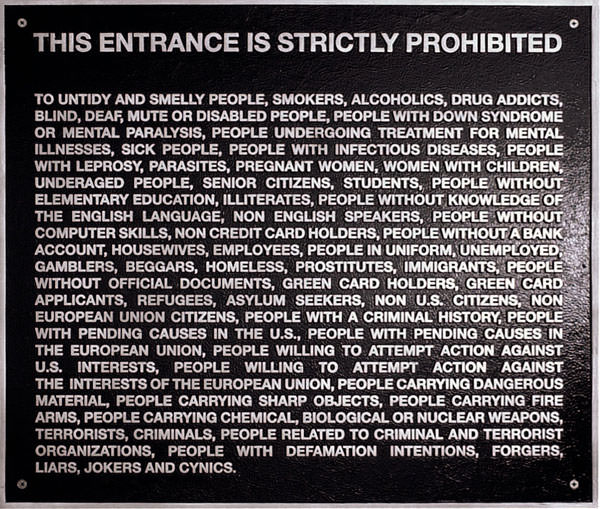 THIS ENTRANCE IS STRICTLY PROHIBITED
TO UNTIDY AND SMELLY PEOPLE, SMOKERS, ALCOHOLICS, DRUG ADDICTS,
BLIND, DEAF, MUTE OR DISABLED PEOPLE, PEOPLE WITH DOWN SYNDROME
OR MENTAL PARALYSIS, PEOPLE UNDERGOING TREATMENT FOR MENTAL
ILLNESSES, SICK PEOPLE, PEOPLE WITH INFECTIOUS DISEASES, PEOPLE
WITH LEPROSY, PARASITES, PREGNANT WOMEN, WOMEN WITH CHILDREN,
UNDERAGED PEOPLE, SENIOR CITIZENS, STUDENTS, PEOPLE WITHOUT
ELEMENTARY EDUCATION, ILLITERATES, PEOPLE WITHOUT KNOWLEDGE OF
THE ENGLISH LANGUAGE, NON ENGLISH SPEAKERS, PEOPLE WITHOUT
COMPUTER SKILLS, NON CREDIT CARD HOLDERS, PEOPLE WITHOUT A BANK
ACCOUNT, HOUSEWIVES, EMPLOYEES, PEOPLE IN UNIFORM, UNEMPLOYED,
GAMBLERS, BEGGARS, HOMELESS, PROSTITUTES, IMMIGRANTS, PEOPLE
WITHOUT OFFICIAL DOCUMENTS, GREEN CARD HOLDERS, GREEN CARD
APPLICANTS, REFUGEES, ASYLUM SEEKERS, NON U.S. CITIZENS, NON
EUROPEAN UNION CITIZENS, PEOPLE WITH A CRIMINAL HISTORY, PEOPLE
WITH PENDING CAUSES IN THE U.S., PEOPLE WITH PENDING CAUSES IN
THE EUROPEAN UNION, PEOPLE WILLING TO ATTEMPT ACTION AGAINST
U.S. INTERESTS, PEOPLE WILLING TO ATTEMPT ACTION AGAINST
THE INTERESTS OF THE EUROPEAN UNION, PEOPLE CARRYING DANGEROUS
MATERIAL, PEOPLE CARRYING SHARP OBJECTS, PEOPLE CARRYING FIRE
ARMS, PEOPLE CARRYING CHEMICAL, BIOLOGICAL OR NUCLEAR WEAPONS,
TERRORISTS, CRIMINALS, PEOPLE RELATED TO CRIMINAL AND TERRORIST
ORGANIZATIONS, PEOPLE WITH DEFAMATION INTENTIONS, FORGERS,
LIARS, JOKERS AND CYNICS.